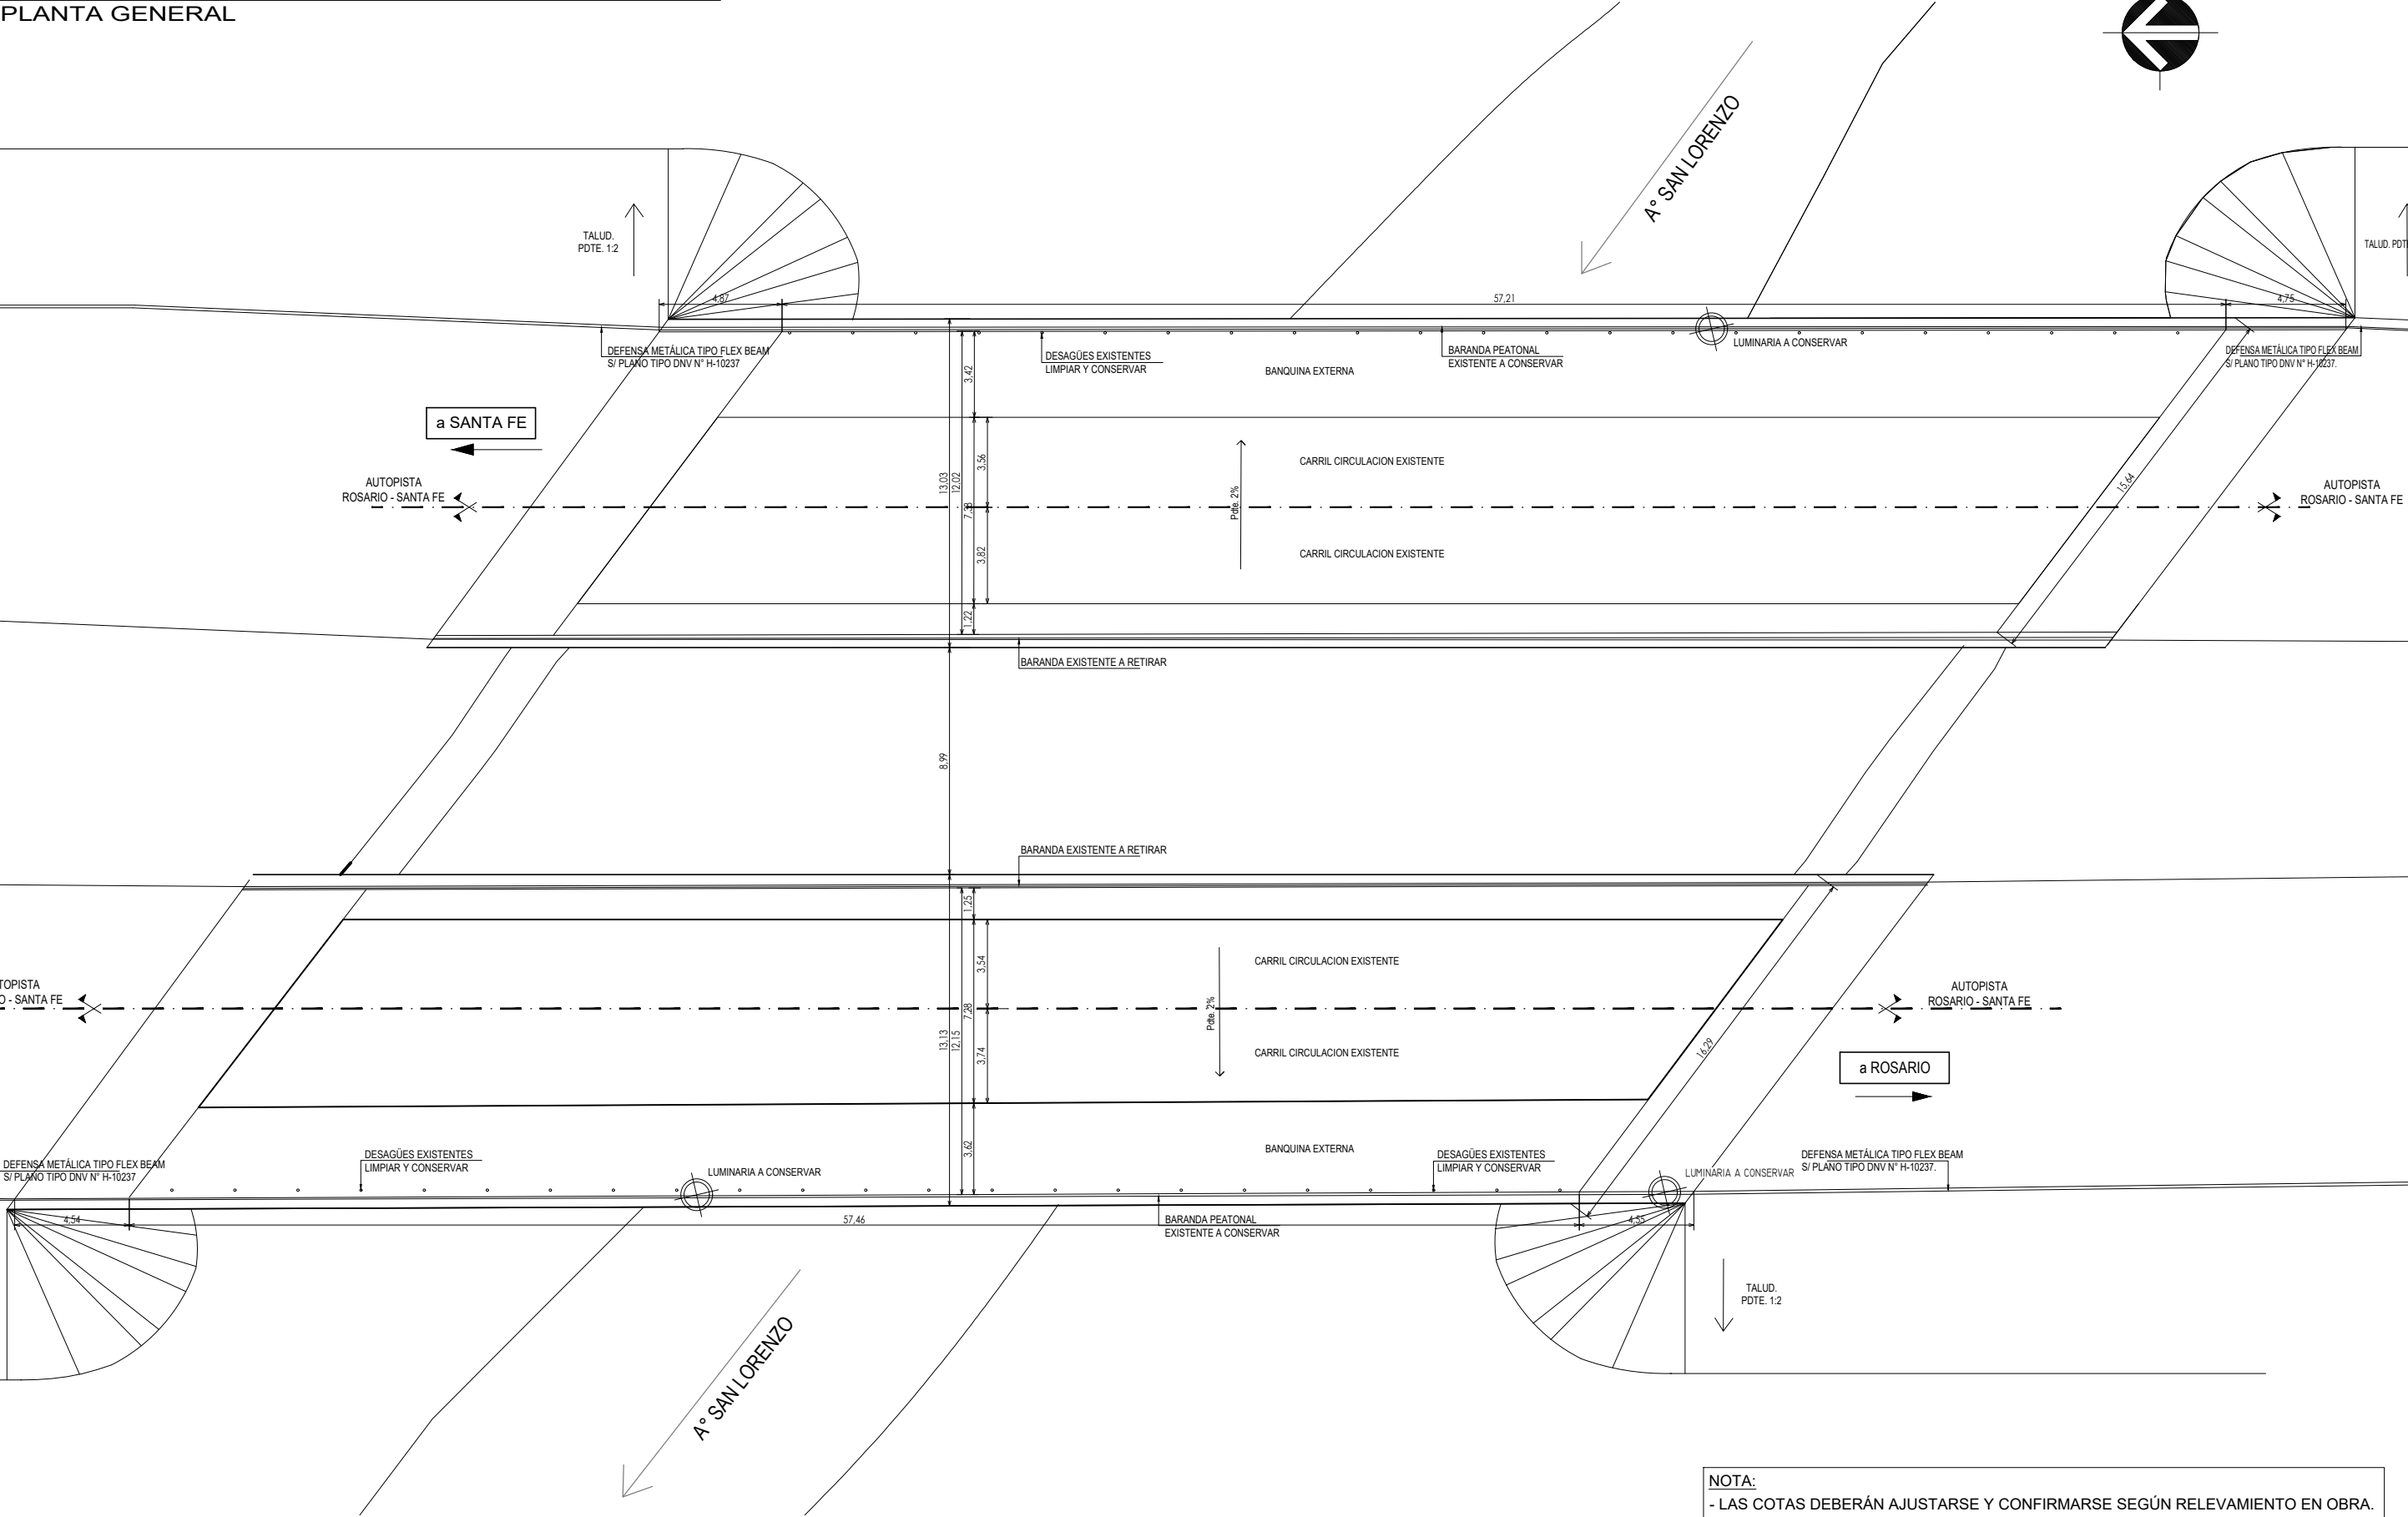 PLANTA GENERAL
A° SAN LORENZO
TALUD.
PDTE. 1:2
4,87
57,21
4,75
DEFENSA METÁLICA TIPO FLEX BEAM
S/ PLANO TIPO DNV N° H-10237
DESAGÜES EXISTENTES
LIMPIAR Y CONSERVAR
BARANDA PEATONAL
EXISTENTE A CONSERVAR
LUMINARIA A CONSERVAR
DEFENSA METÁLICA TIPO FLEX BEAM
S/ PLANO TIPO DNV N° H-10237.
TALUD.
BANQUINA EXTERNA
3,42
a SANTA FE
CARRIL CIRCULACION EXISTENTE
3,56
13,03
12,02
Pdte. 2%
15,64
AUTOPISTA
ROSARIO - SANTA FE
AUTOPISTA
ROSARIO - SANTA FE
CARRIL CIRCULACION EXISTENTE
3,82
1,22
BARANDA EXISTENTE A RETIRAR
8,99
BARANDA EXISTENTE A RETIRAR
1,25
CARRIL CIRCULACION EXISTENTE
3,54
- SANTA FE
AUTOPISTA
ROSARIO - SANTA FE
7,28
13,13
12,15
Pdte. 2%
3,74
16,29
CARRIL CIRCULACION EXISTENTE
a ROSARIO
3,62
BANQUINA EXTERNA
DEFENSA METÁLICA TIPO FLEX BEAM
S/ PLANO TIPO DNV N° H-10237
DESAGÜES EXISTENTES
LIMPIAR Y CONSERVAR
LUMINARIA A CONSERVAR
DESAGÜES EXISTENTES
LIMPIAR Y CONSERVAR
LUMINARIA A CONSERVAR
DEFENSA METÁLICA TIPO FLEX BEAM
S/ PLANO TIPO DNV N° H-10237.
4,54
57,46
4,55
BARANDA PEATONAL
EXISTENTE A CONSERVAR
TALUD.
PDTE. 1:2
A° SAN LORENZO
NOTA:
- LAS COTAS DEBERÁN AJUSTARSE Y CONFIRMARSE SEGÚN RELEVAMIENTO EN OBRA.